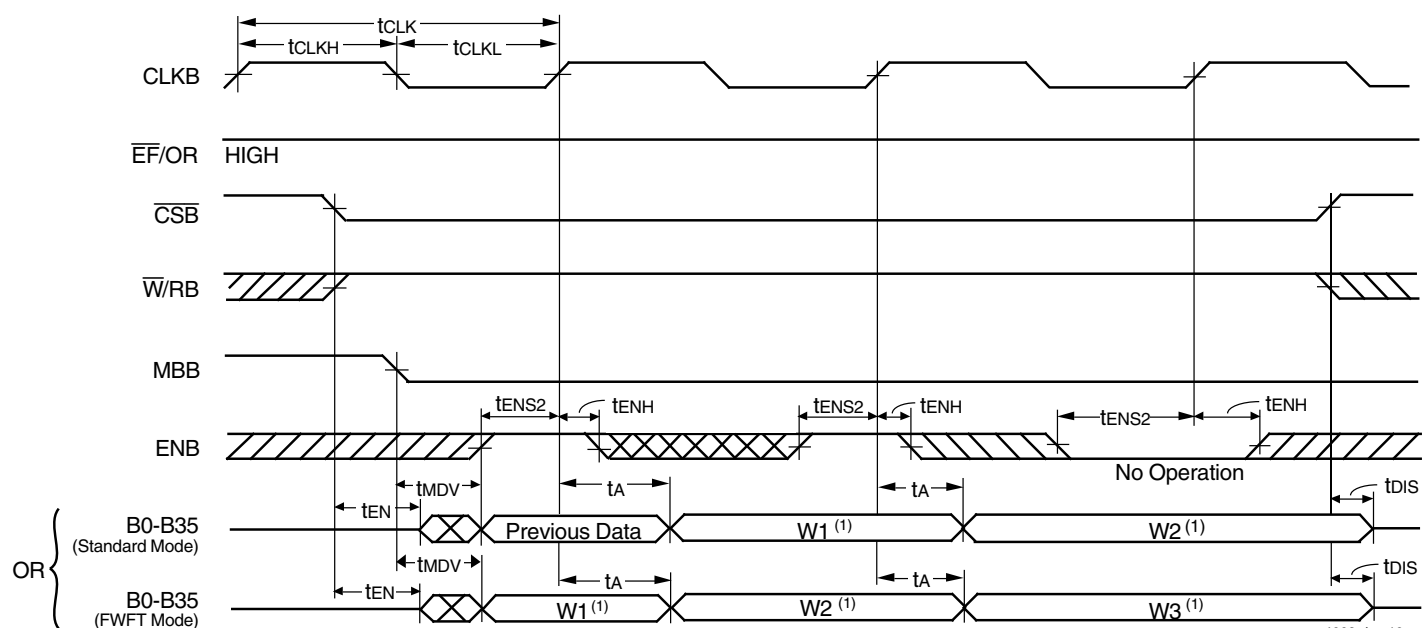 tCLK
tCLKH tCLKL
CLKB
EF/OR HIGH
CSB
W/RB
MBB
tENS2 tENH tENS2 tENH tENS2 tENH
ENB
No Operation
tMDV tA tA tDIS
tEN
B0-B35 Previous Data W1 (1) W2 (1)
(Standard Mode)
OR
tMDV tA tA tDIS
tEN
B0-B35 W1 (1) W2 (1) W3 (1)
(FWFT Mode)